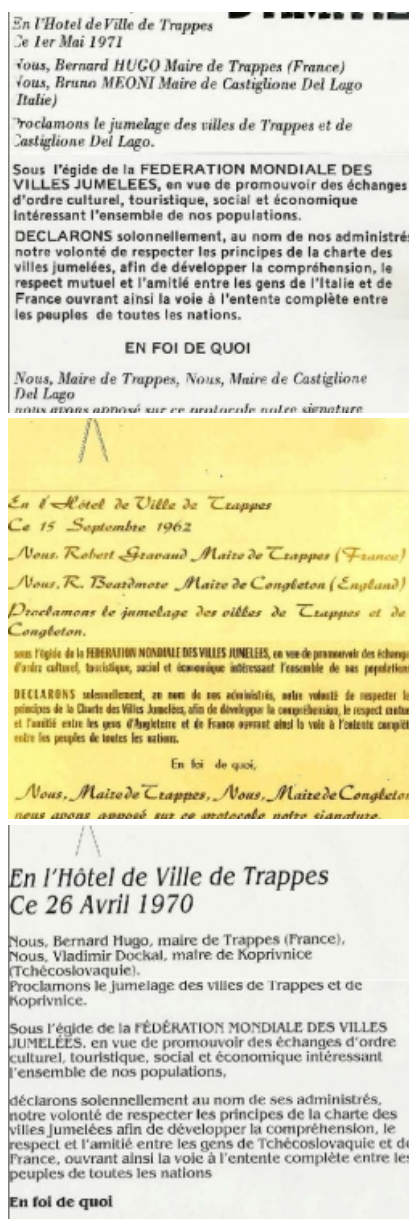 En l'Hotel de Ville de Trappes
Ce 1er Mai 1971
Nous, Bernard HUGO Maire de Trappes (France)
Nous, Bruno MEONI Maire de Castiglione Del Lago
Italie)
Proclamons le jumelage des villes de Trappes et de
Castiglione Del Lago.
Sous l'égide de la FEDERATION MONDIALE DES
VILLES JUMELEES, en vue de promouvoir des échanges
d'ordre culturel, touristique, social et économique
intéressant l'ensemble de nos populations.
DECLARONS solonnellement, au nom de nos administrés
notre volonté de respecter les principes de la charte des
villes jumelées, afin de développer la compréhension, le
respect mutuel et l'amitié entre les gens de l'Italie et de
France ouvrant ainsi la voie à l'entente complète entre
les peuples de toutes les nations.
EN FOI DE QUOI
Nous, Maire de Trappes, Nous, Maire de Castiglione
Del Lago
nous avons apposé sur ce protocole notre signature
En l'Hôtel de Ville de Trappes
Ce 15 Septembre 1962
Nous, Robert Gravaud Maire de Trappes (France)
Nous, R. Beardmore Maire de Congleton (England)
Proclamons le jumelage des villes de Trappes et de
Congleton.
sous l'égide de la FEDERATION MONDIALE DES VILLES JUMELEES, en vue de promouvoir des échanges
d'ordre culturel, touristique, social et économique intéressant l'ensemble de nos populations
DECLARONS solennellement, au nom de nos administrés, notre volonté de respecter les
principes de la Charte des Villes Jumelées, afin de développer la compréhension, le respect mutuel
et l'amitié entre les gens d'Angleterre et de France ouvrant ainsi la voie à l'entente complète
entre les peuples de toutes les nations.
En foi de quoi,
Nous, Maire de Trappes, Nous, Maire de Congleton
nous avons apposé sur ce protocole notre signature.
En l'Hôtel de Ville de Trappes
Ce 26 Avril 1970
Nous, Bernard Hugo, maire de Trappes (France),
Nous, Vladimir Dockal, maire de Koprivnice
(Tchécoslovaquie).
Proclamons le jumelage des villes de Trappes et de
Koprivnice.
Sous l'égide de la FÉDÉRATION MONDIALE DES VILLES
JUMELÉES, en vue de promouvoir des échanges d'ordre
culturel, touristique, social et économique intéressant
l'ensemble de nos populations,
déclarons solennellement au nom de ses administrés,
notre volonté de respecter les principes de la charte des
villes jumelées afin de développer la compréhension, le
respect et l'amitié entre les gens de Tchécoslovaquie et de
France, ouvrant ainsi la voie à l'entente complète entre les
peuples de toutes les nations
En foi de quoi